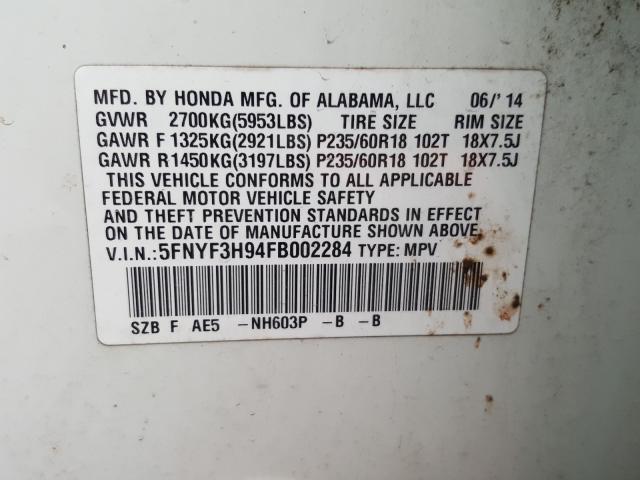 MFD. BY HONDA MFG. OF ALABAMA, LLC 06/'14
GVWR 2700KG(5953LBS) TIRE SIZE RIM SIZE
GAWR F 1325KG(2921LBS) P235/60R18 102T 18X7.5J
GAWR R1450KG(3197LBS) P235/60R18 102T 18X7.5J
THIS VEHICLE CONFORMS TO ALL APPLICABLE
FEDERAL MOTOR VEHICLE SAFETY
AND THEFT PREVENTION STANDARDS IN EFFECT
ON THE DATE OF MANUFACTURE SHOWN ABOVE.
V.I.N.:5FNYF3H94FB002284 TYPE: MPV
SZB F AE5 -NH603P -B -B